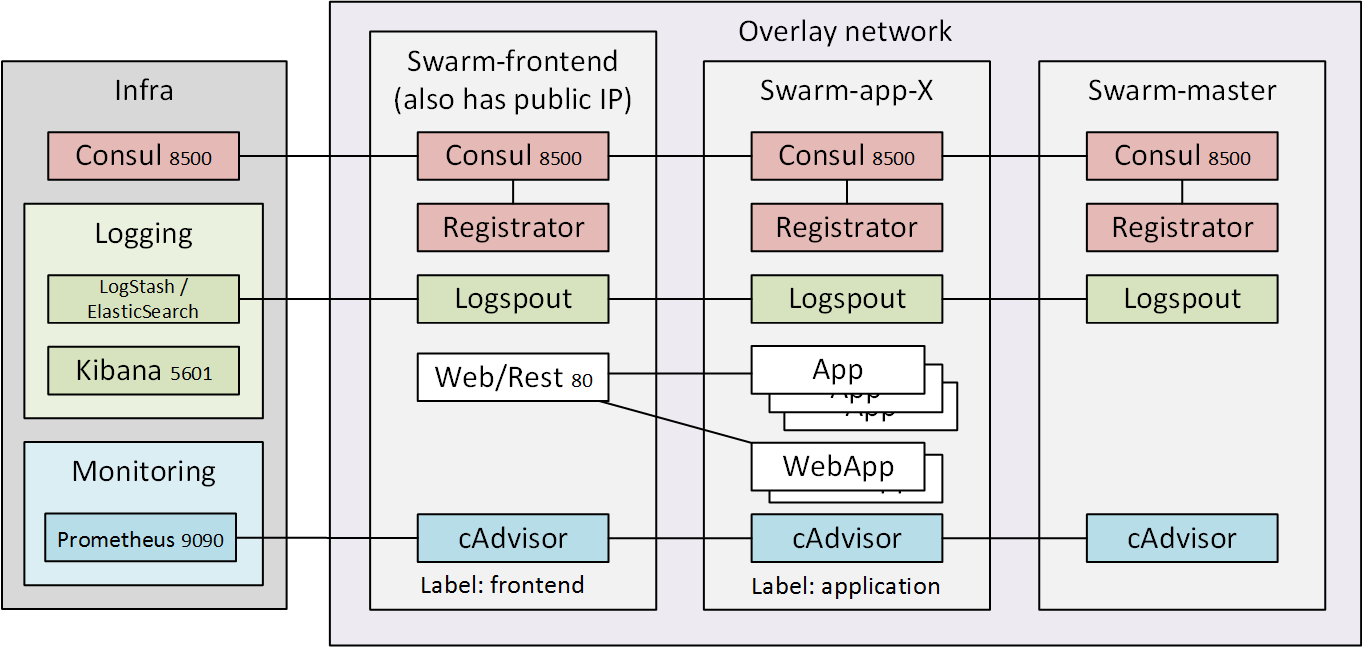 Overlay network
Infra
Consul 8500
Logging
LogStash /
ElasticSearch
Kibana 5601
Monitoring
Prometheus 9090
Swarm-frontend
(also has public IP)
Consul 8500
Registrator
Logspout
Web/Rest 80
cAdvisor
Label: frontend
Swarm-app-X
Consul 8500
Registrator
Logspout
App
App
App
WebApp
cAdvisor
Label: application
Swarm-master
Consul 8500
Registrator
Logspout
cAdvisor